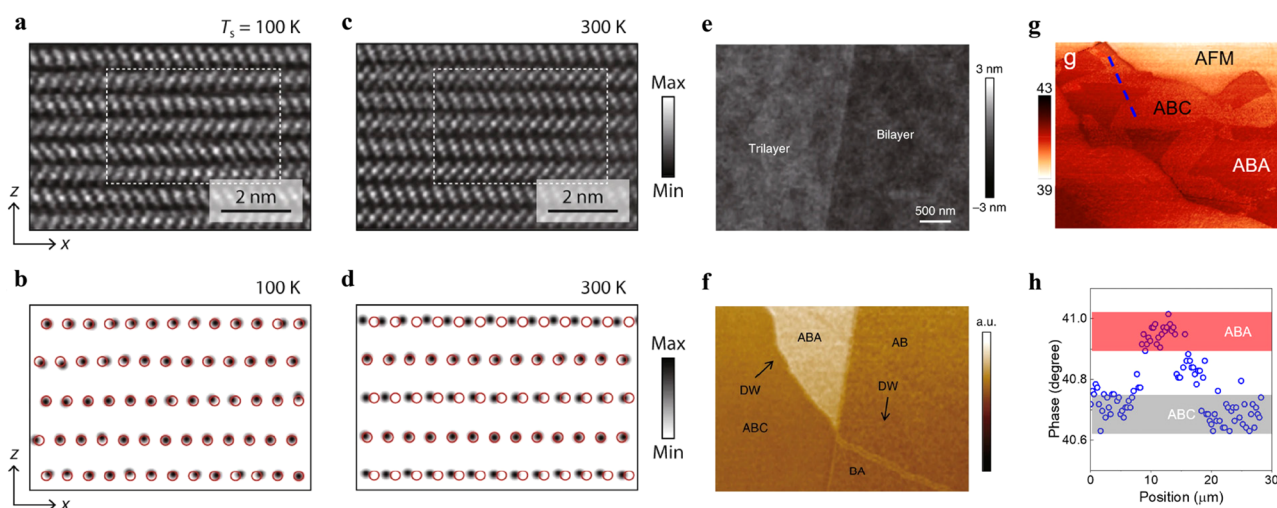 a
T_s = 100 K
z
x
2 nm
c
300 K
2 nm
Max
Min
e
Trilayer
Bilayer
500 nm
3 nm
−3 nm
g
g
AFM
ABC
ABA
43
39
b
100 K
z
x
d
300 K
Max
Min
f
ABA
AB
DW
DW
ABC
BA
a.u.
h
Phase (degree)
41.0
40.8
40.6
ABA
ABC
0 10 20 30
Position (μm)